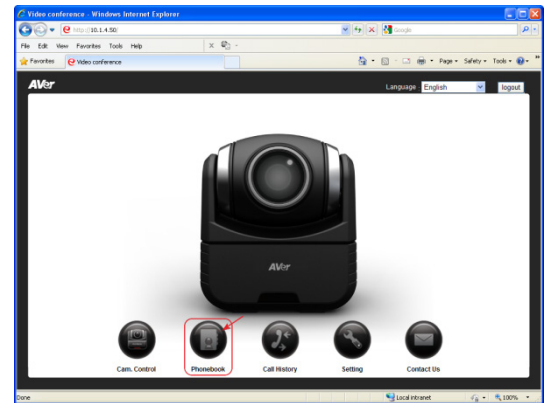 Video conference - Windows Internet Explorer
http://10.1.4.50/
Google
File Edit View Favorites Tools Help
Favorites Video conference
Page Safety Tools
AVer
Language - English logout
AVer
Cam. Control Phonebook Call History Setting Contact Us
Done Local intranet 100%